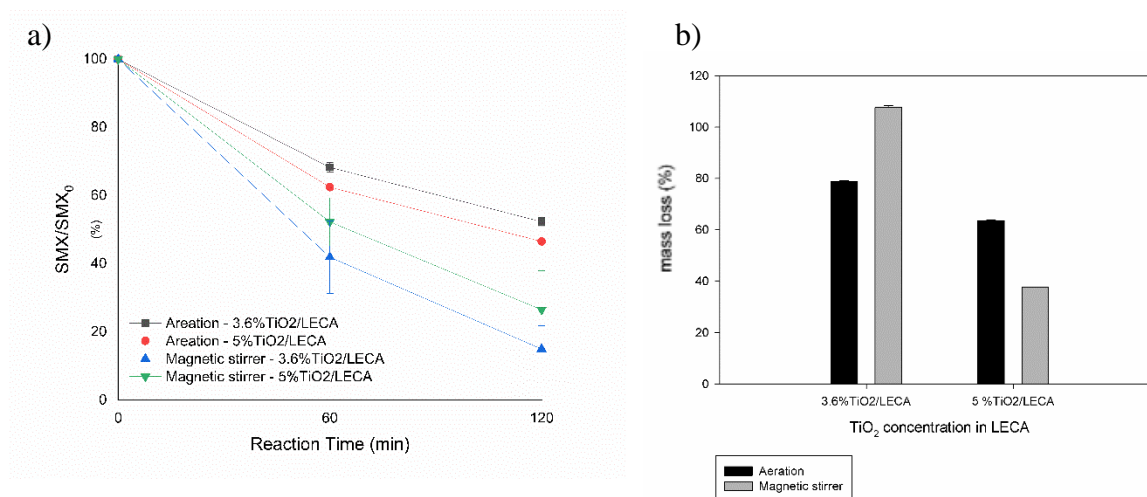 a)
100
80
60
40
20
0
SMX/SMX0
(%)
Areation - 3.6%TiO2/LECA
Areation - 5%TiO2/LECA
Magnetic stirrer - 3.6%TiO2/LECA
Magnetic stirrer - 5%TiO2/LECA
0
60
120
Reaction Time (min)
b)
120
100
80
60
40
20
0
mass loss (%)
3.6%TiO2/LECA
5 %TiO2/LECA
TiO2 concentration in LECA
Aeration
Magnetic stirrer